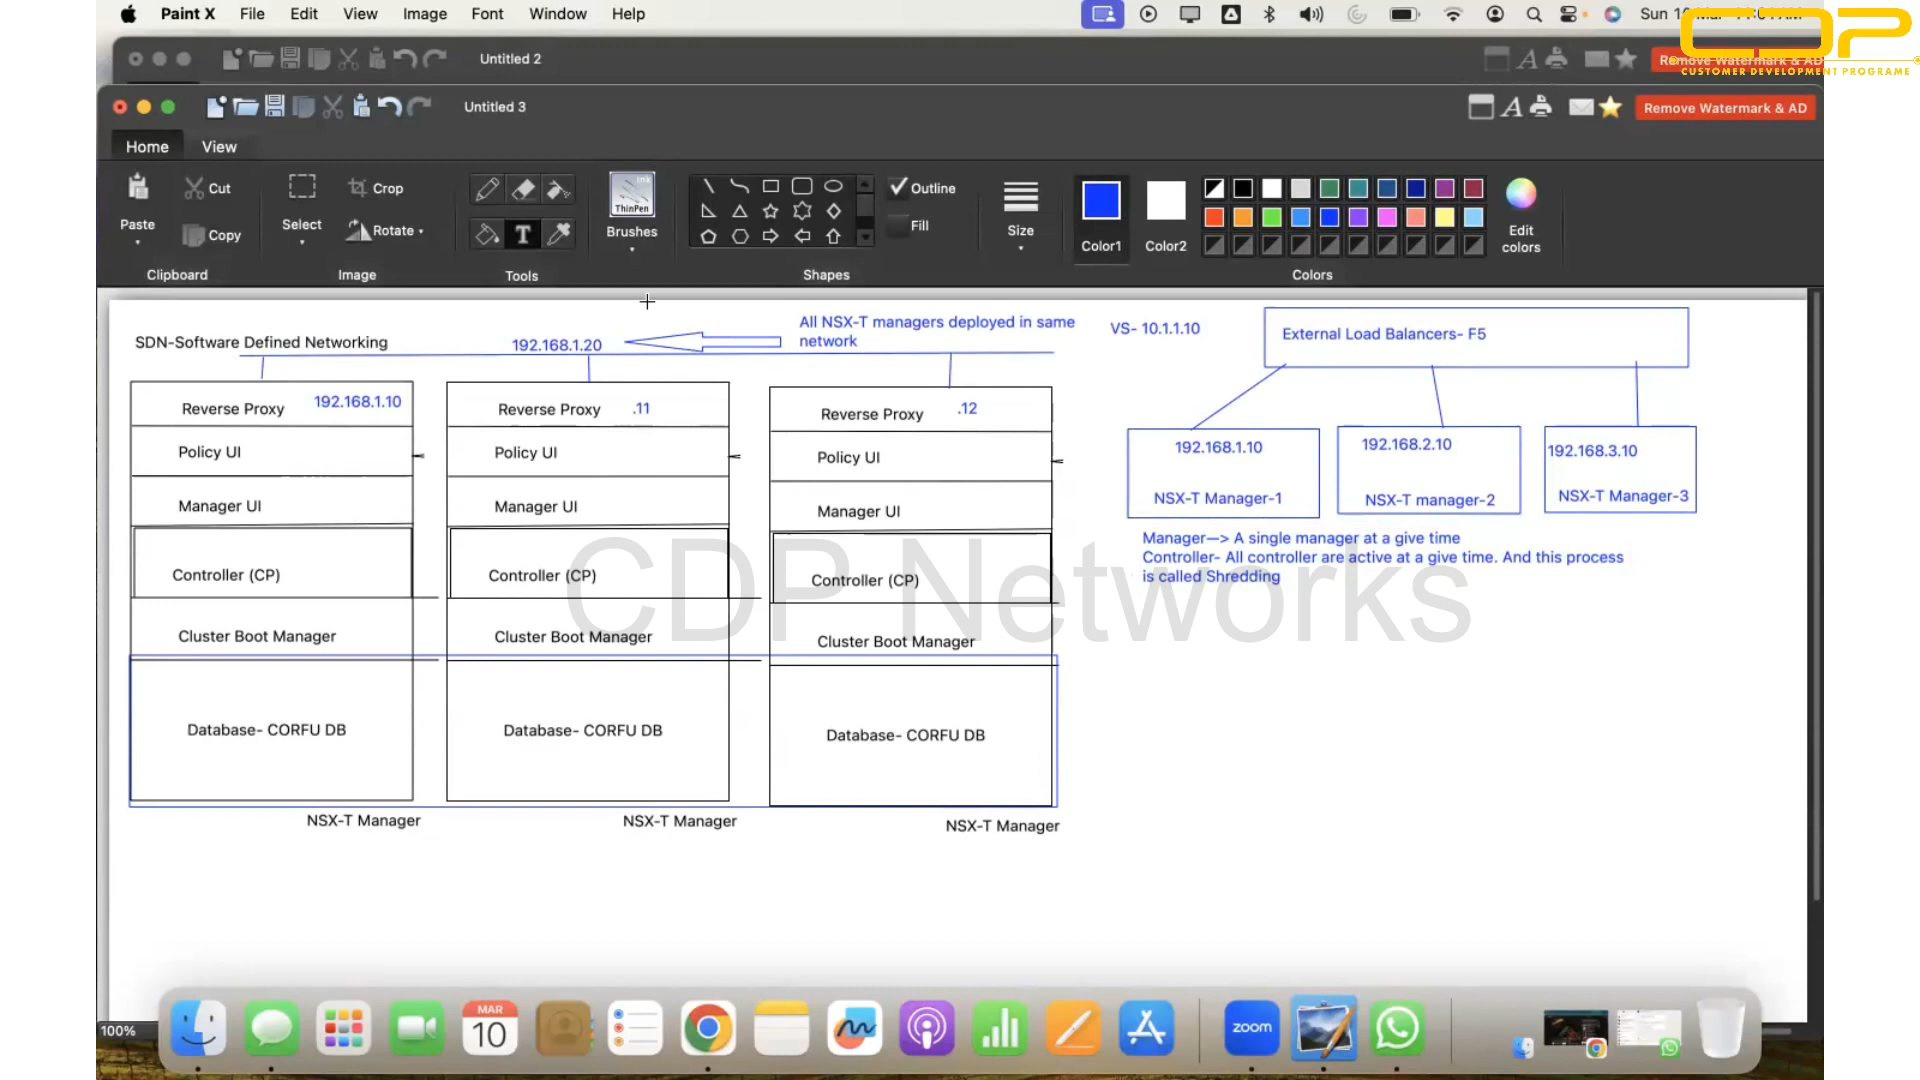 Paint X File Edit View Image Font Window Help
CUSTOMER DEVELOPMENT PROGRAME
Untitled 2
Untitled 3
Remove Watermark & AD
Home View
Paste Cut Copy Clipboard
Select Crop Rotate Image
Tools
ThinPen Brushes
Outline
Fill
Shapes
Size
Color1 Color2 Edit colors
Colors
SDN-Software Defined Networking
192.168.1.20
All NSX-T managers deployed in same
network
VS- 10.1.1.10
External Load Balancers- F5
Reverse Proxy 192.168.1.10
Policy UI
Manager UI
Controller (CP)
Cluster Boot Manager
Database- CORFU DB
NSX-T Manager
Reverse Proxy .11
Policy UI
Manager UI
Controller (CP)
Cluster Boot Manager
Database- CORFU DB
NSX-T Manager
Reverse Proxy .12
Policy UI
Manager UI
Controller (CP)
Cluster Boot Manager
Database- CORFU DB
NSX-T Manager
192.168.1.10
NSX-T Manager-1
192.168.2.10
NSX-T manager-2
192.168.3.10
NSX-T Manager-3
Manager—> A single manager at a give time
Controller- All controller are active at a give time. And this process
is called Shredding
CDP Networks
100%
MAR
10
zoom